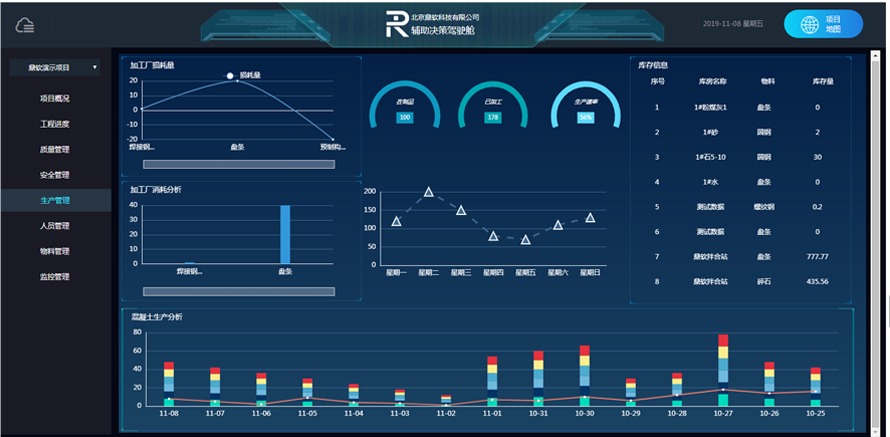 北京鼎软科技有限公司
辅助决策驾驶舱
2019-11-08 星期五
项目
地图
鼎软演示项目
项目概况
工程进度
质量管理
安全管理
生产管理
人员管理
物料管理
监控管理
加工厂损耗量
损耗量
20
10
0
-10
-20
焊接钢...
盘条
预制构...
加工厂消耗分析
40
30
20
10
0
焊接钢...
盘条
在制品
100
已加工
178
生产速率
56%
200
150
100
50
0
星期一 星期二 星期三 星期四 星期五 星期六 星期日
库存信息
序号 库房名称 物料 库存量
1 1#粉煤灰1 盘条 0
2 1#砂 圆钢 2
3 1#石5-10 圆钢 30
4 1#水 盘条 0
5 测试数据 螺纹钢 0.2
6 测试数据 盘条 0
7 鼎软拌合站 盘条 777.77
8 鼎软拌合站 碎石 435.56
混凝土生产分析
80
60
40
20
0
11-08 11-07 11-06 11-05 11-04 11-03 11-02 11-01 10-31 10-30 10-29 10-28 10-27 10-26 10-25